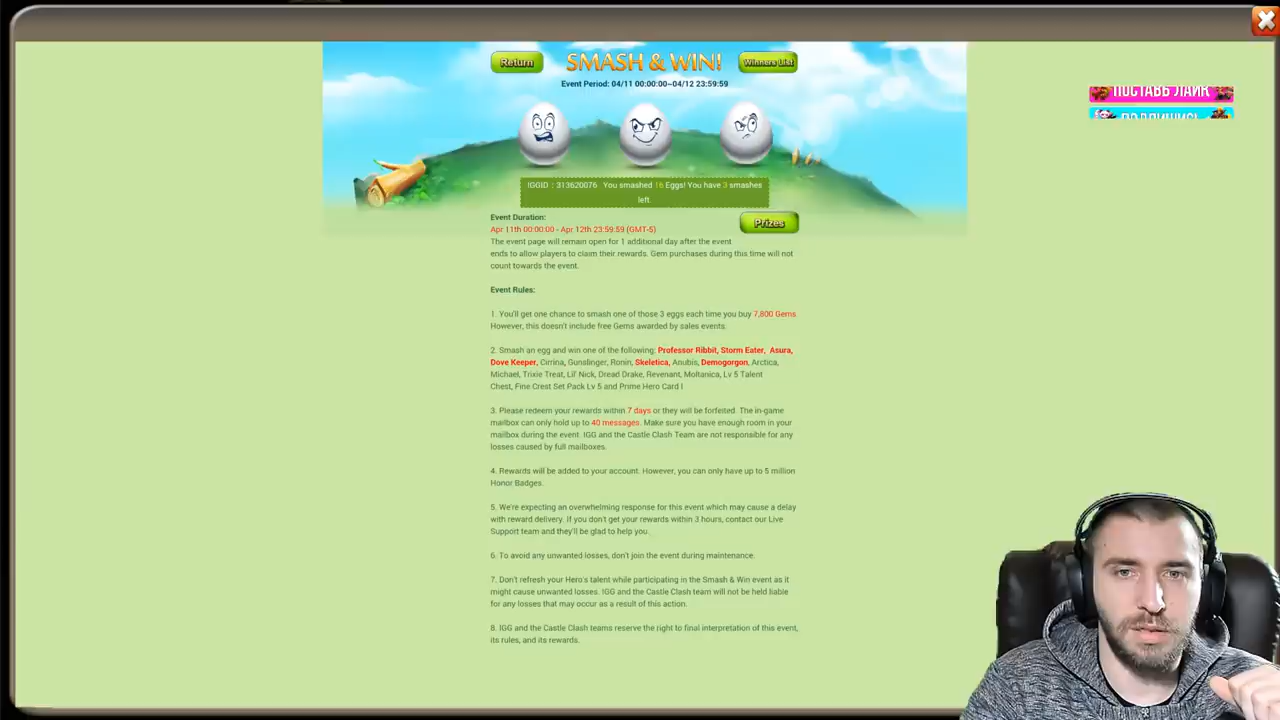 Return
SMASH & WIN!
Winners List
Event Period: 04/11 00:00:00~04/12 23:59:59
ПОСТАВЬ ЛАЙК
IGGID : 313620076 You smashed 16 Eggs! You have 3 smashes
left
Event Duration:
Prizes
Apr 11th 00:00:00 - Apr 12th 23:59:59 (GMT-5)
The event page will remain open for 1 additional day after the event
ends to allow players to claim their rewards. Gem purchases during this time will not
count towards the event.
Event Rules:
1. You'll get one chance to smash one of those 3 eggs each time you buy 7,800 Gems
However, this doesn't include free Gems awarded by sales events.
2. Smash an egg and win one of the following: Professor Ribbit, Storm Eater, Asura,
Dove Keeper, Cirrina, Gunslinger, Ronin, Skeletica, Anubis, Demogorgon, Arctica,
Michael, Trixie Treat, Lil' Nick, Dread Drake, Revenant, Moltanica, Lv 5 Talent
Chest, Fine Crest Set Pack Lv 5 and Prime Hero Card I
3. Please redeem your rewards within 7 days or they will be forfeited. The in-game
mailbox can only hold up to 40 messages. Make sure you have enough room in your
mailbox during the event. IGG and the Castle Clash Team are not responsible for any
losses caused by full mailboxes.
4. Rewards will be added to your account. However, you can only have up to 5 million
Honor Badges.
5. We're expecting an overwhelming response for this event which may cause a delay
with reward delivery. If you don't get your rewards within 3 hours, contact our Live
Support team and they'll be glad to help you.
6. To avoid any unwanted losses, don't join the event during maintenance.
7. Don't refresh your Hero's talent while participating in the Smash & Win event as it
might cause unwanted losses. IGG and the Castle Clash team will not be held liable
for any losses that may occur as a result of this action.
8. IGG and the Castle Clash teams reserve the right to final interpretation of this event,
its rules, and its rewards.